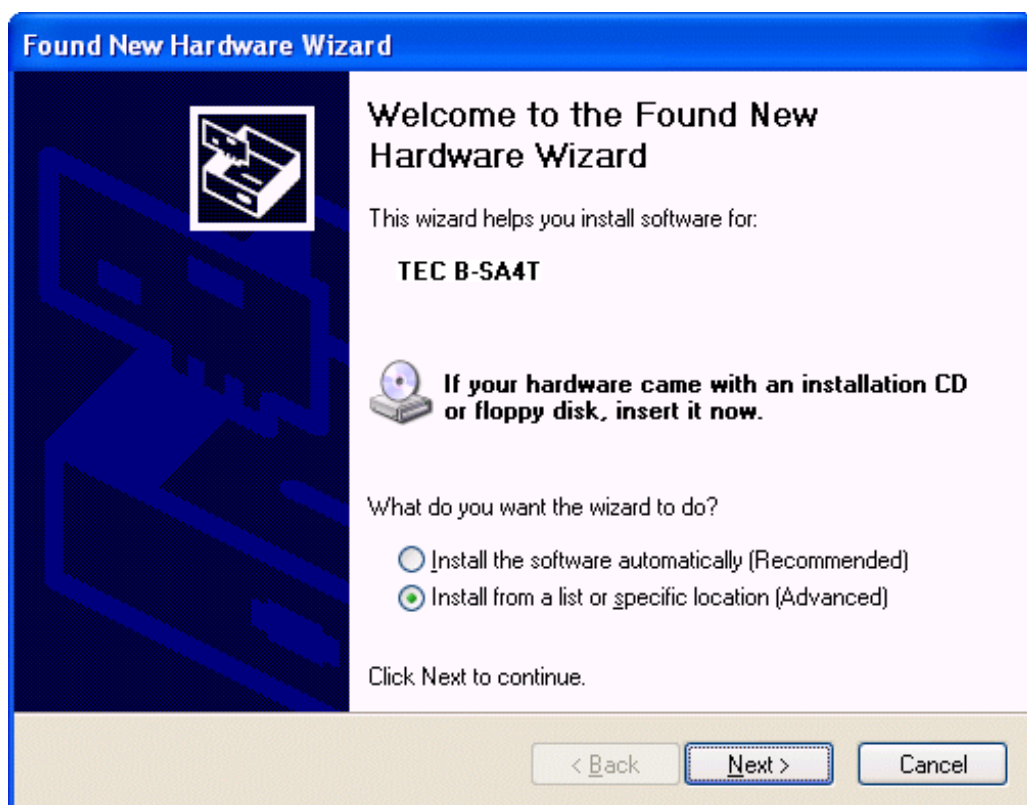 Found New Hardware Wizard
Welcome to the Found New
Hardware Wizard
This wizard helps you install software for:
TEC B-SA4T
If your hardware came with an installation CD
or floppy disk, insert it now.
What do you want the wizard to do?
Install the software automatically (Recommended)
Install from a list or specific location (Advanced)
Click Next to continue.
< Back
Next >
Cancel